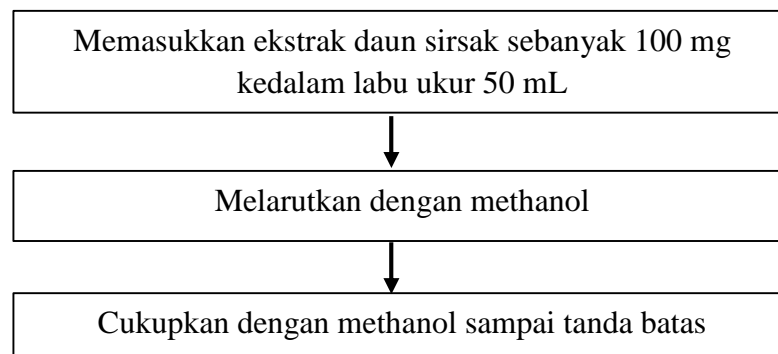 Memasukkan ekstrak daun sirsak sebanyak 100 mg
kedalam labu ukur 50 mL
Melarutkan dengan methanol
Cukupkan dengan methanol sampai tanda batas